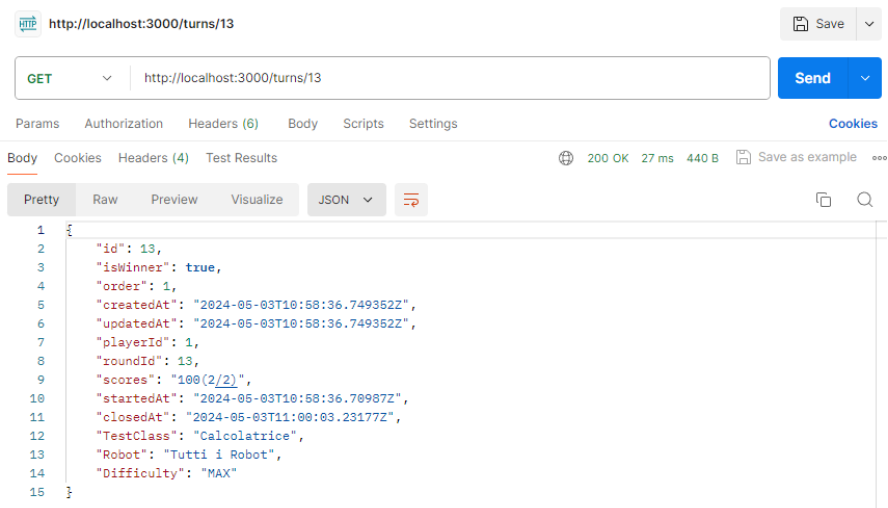 HTTP http://localhost:3000/turns/13 Save
GET http://localhost:3000/turns/13 Send
Params Authorization Headers (6) Body Scripts Settings Cookies
Body Cookies Headers (4) Test Results 200 OK 27 ms 440 B Save as example
Pretty Raw Preview Visualize JSON
1 {
2 "id": 13,
3 "isWinner": true,
4 "order": 1,
5 "createdAt": "2024-05-03T10:58:36.749352Z",
6 "updatedAt": "2024-05-03T10:58:36.749352Z",
7 "playerId": 1,
8 "roundId": 13,
9 "scores": "100(2/2)",
10 "startedAt": "2024-05-03T10:58:36.70987Z",
11 "closedAt": "2024-05-03T11:00:03.23177Z",
12 "TestClass": "Calcolatrice",
13 "Robot": "Tutti i Robot",
14 "Difficulty": "MAX"
15 }